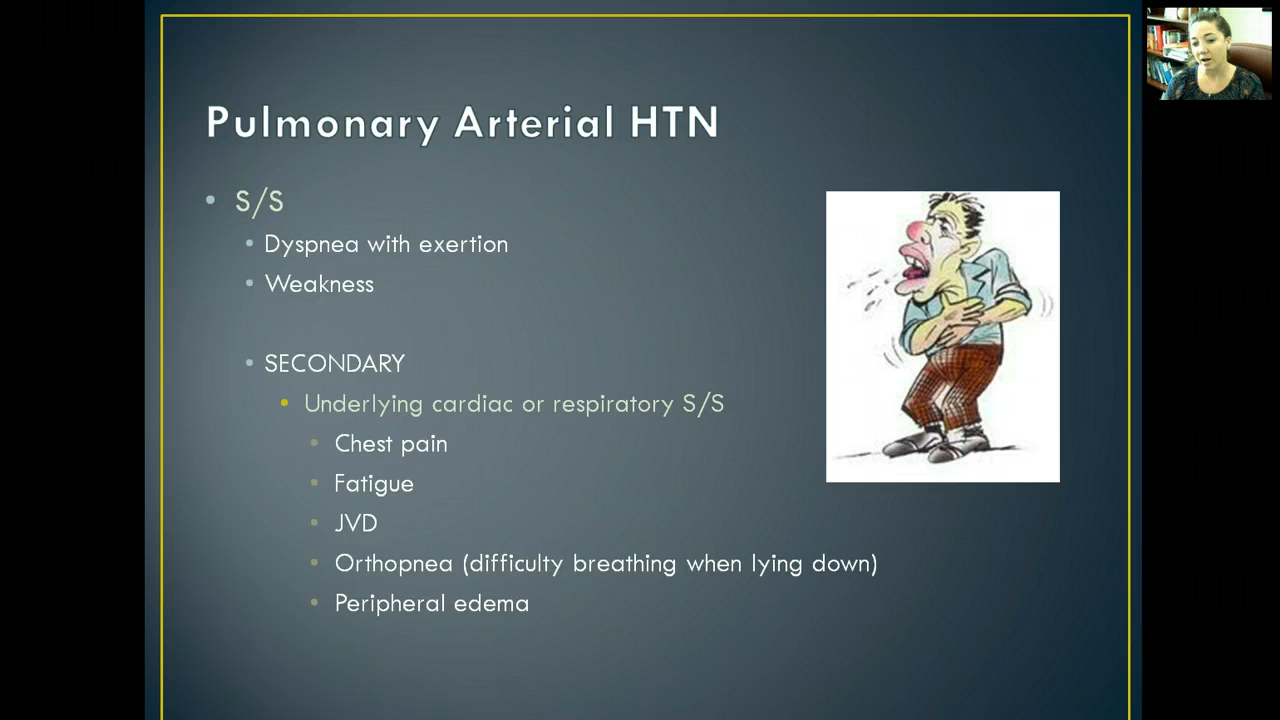 Pulmonary Arterial HTN
• S/S
• Dyspnea with exertion
• Weakness
• SECONDARY
• Underlying cardiac or respiratory S/S
• Chest pain
• Fatigue
• JVD
• Orthopnea (difficulty breathing when lying down)
• Peripheral edema